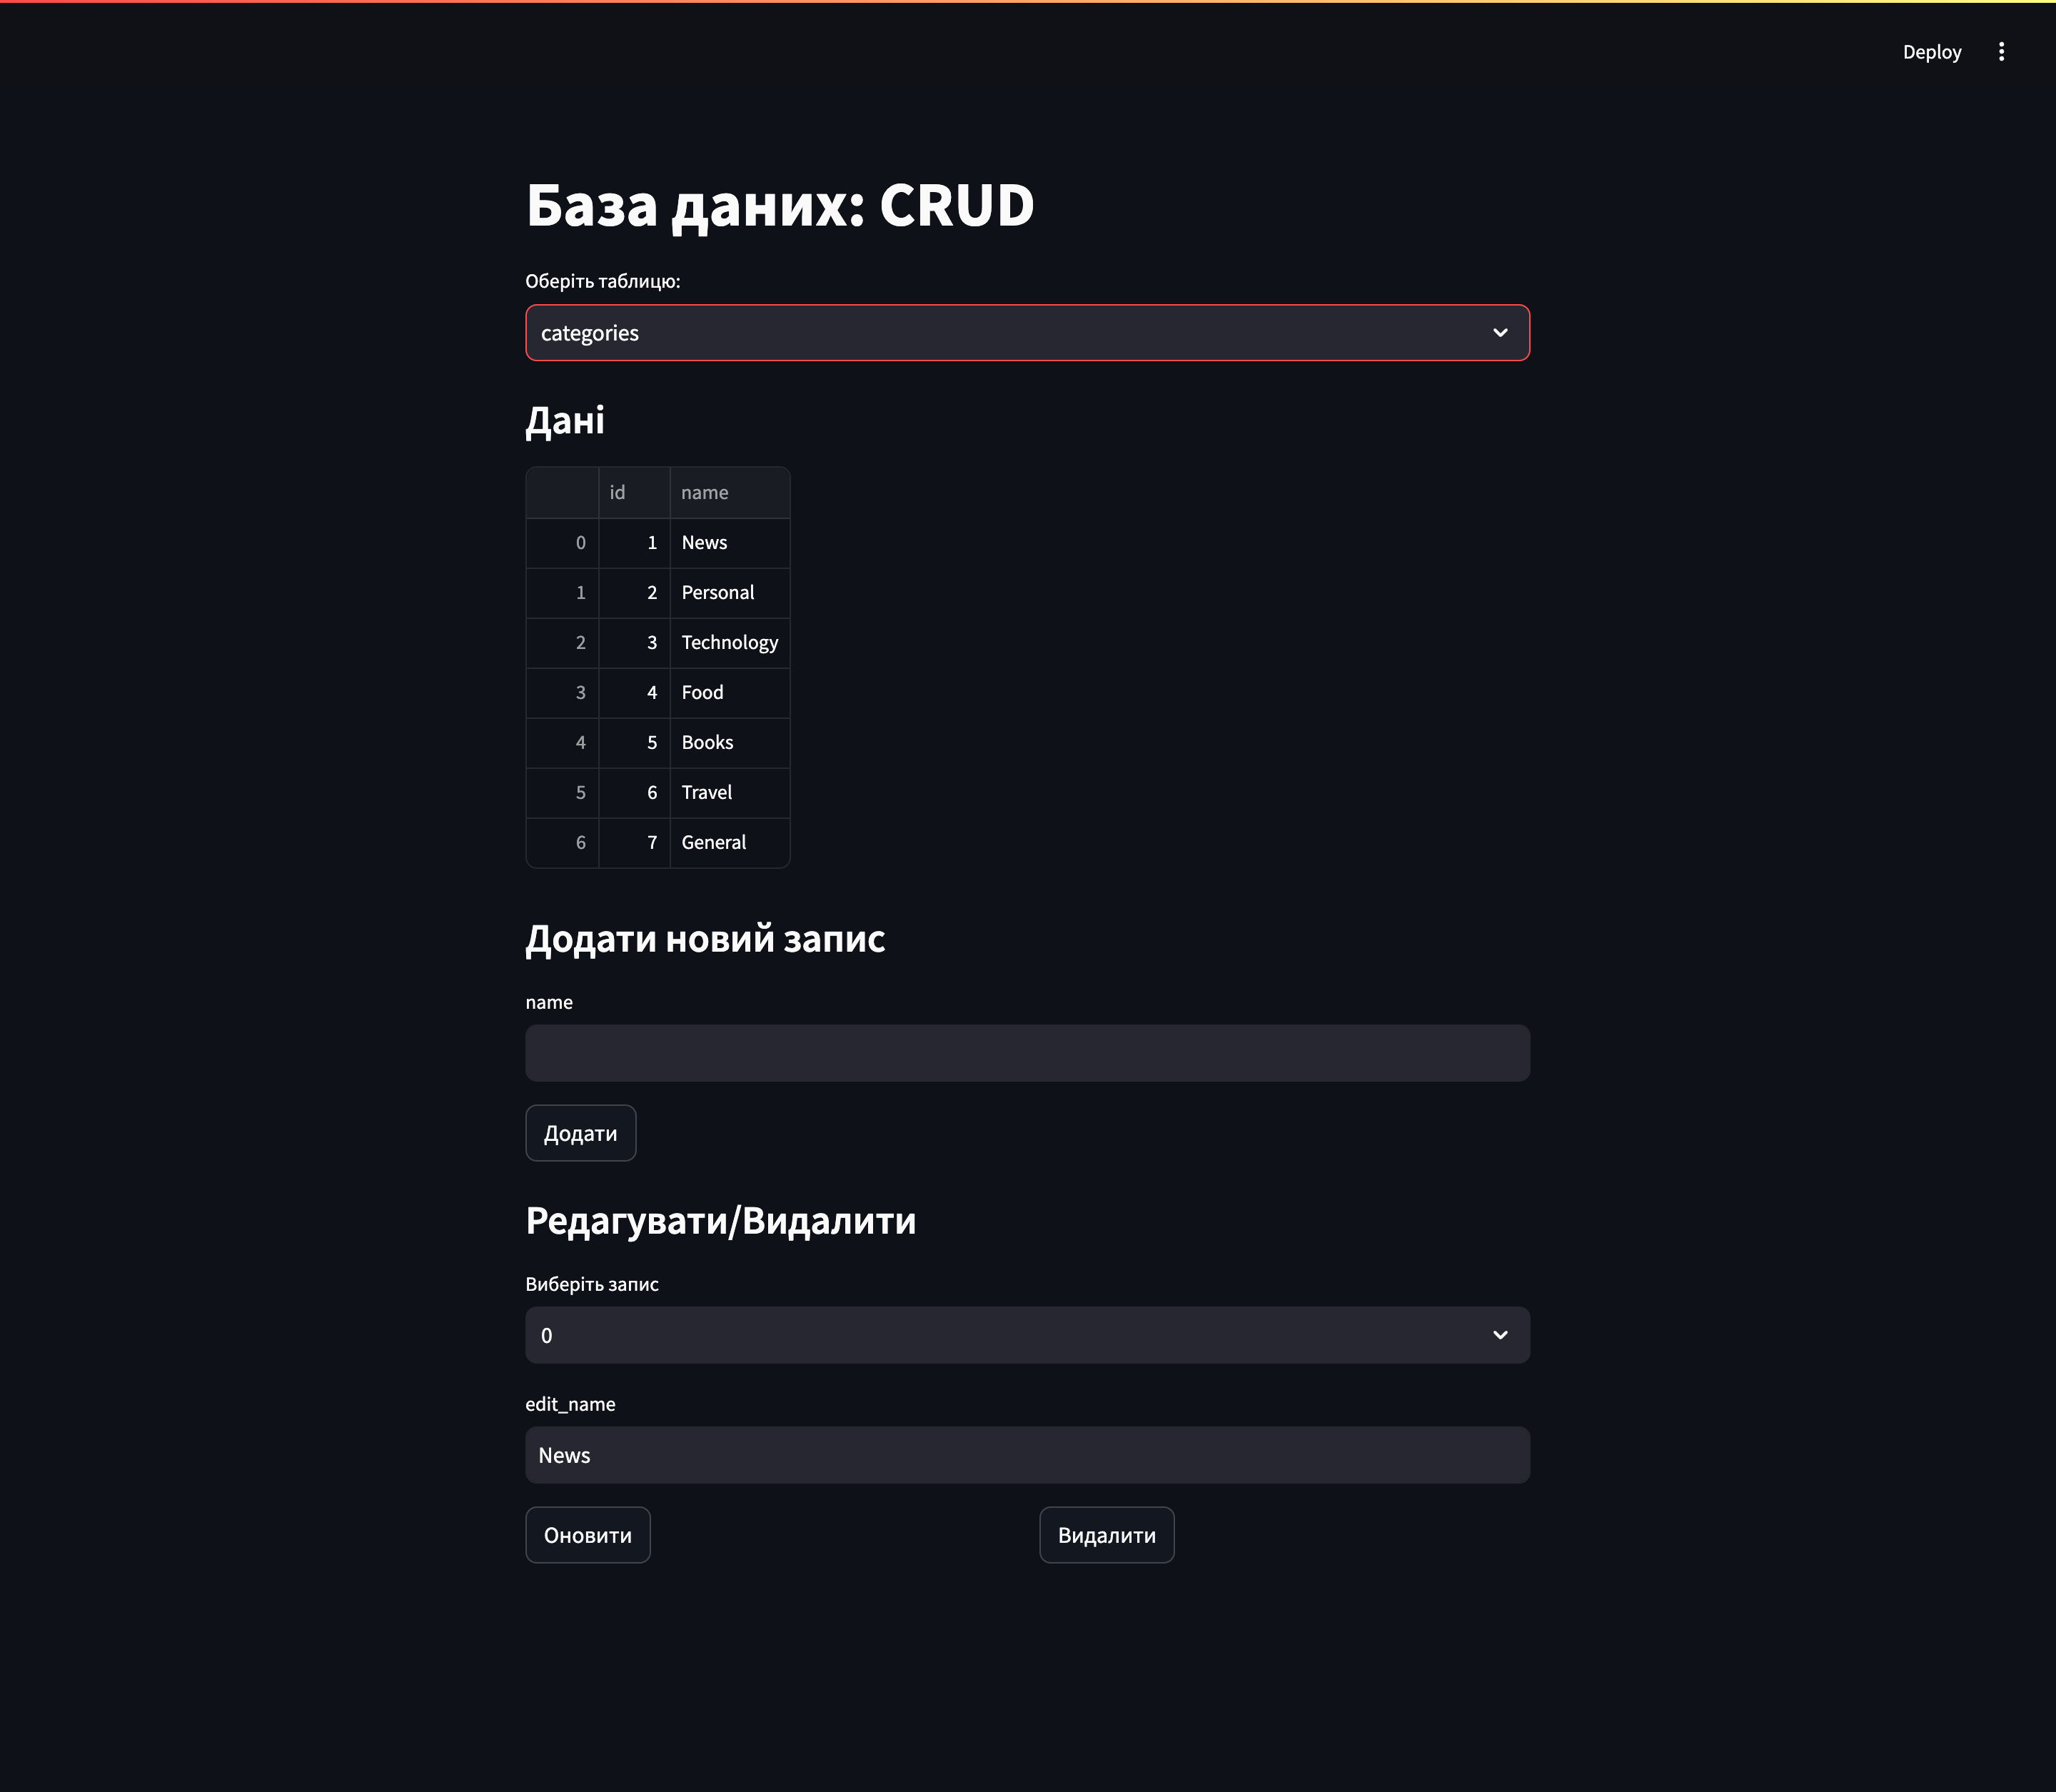 Deploy
База даних: CRUD
Оберіть таблицю:
categories
Дані
id name
0 1 News
1 2 Personal
2 3 Technology
3 4 Food
4 5 Books
5 6 Travel
6 7 General
Додати новий запис
name
Додати
Редагувати/Видалити
Виберіть запис
0
edit_name
News
Оновити Видалити